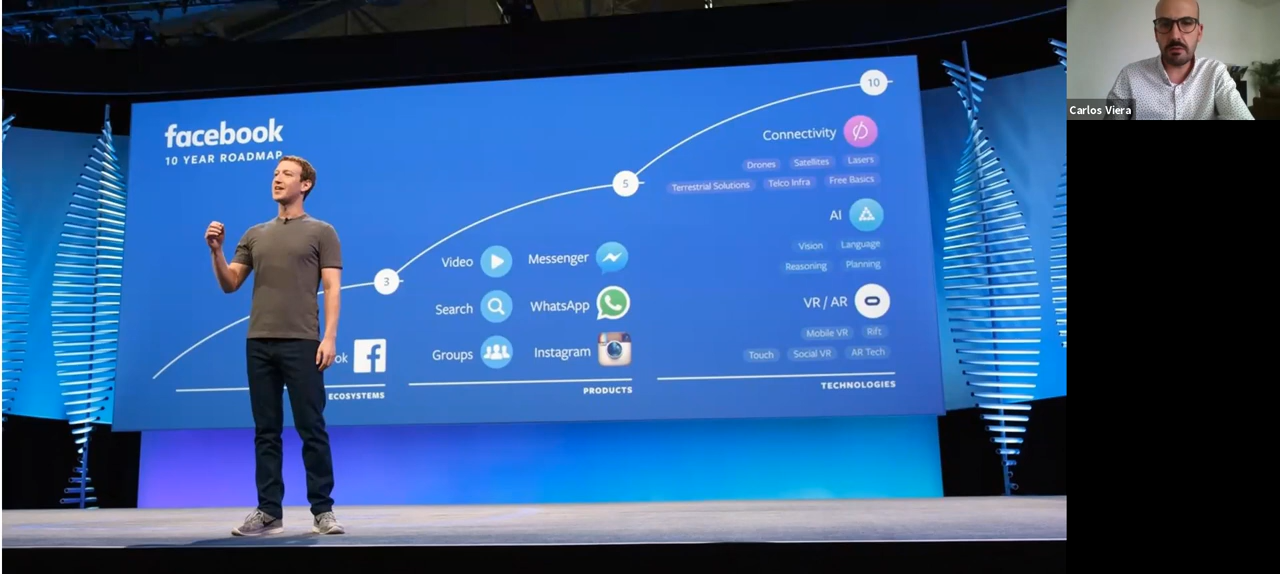 facebook
10 YEAR ROADMAP
3
5
10
ok
ECOSYSTEMS
Video
Messenger
Search
WhatsApp
Groups
Instagram
PRODUCTS
Connectivity
Drones
Satellites
Lasers
Terrestrial Solutions
Telco Infra
Free Basics
AI
Vision
Language
Reasoning
Planning
VR / AR
Mobile VR
Rift
Touch
Social VR
AR Tech
TECHNOLOGIES
Carlos Viera